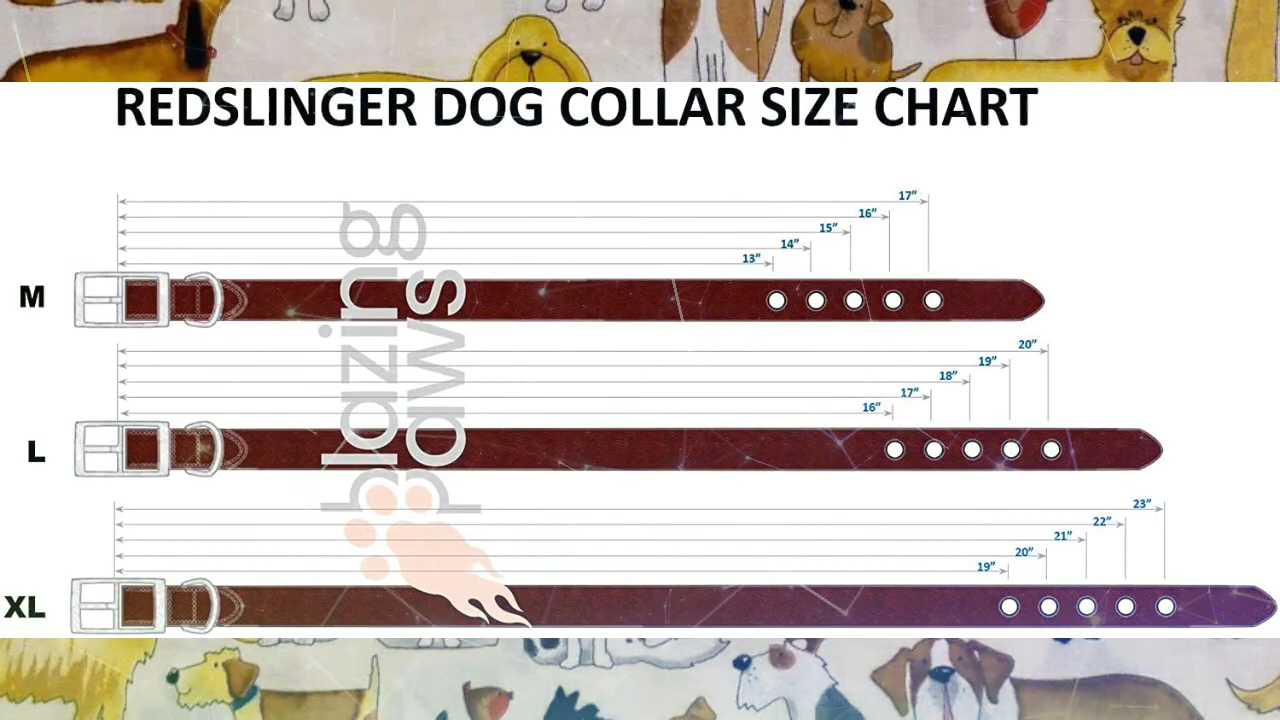 REDSLINGER DOG COLLAR SIZE CHART
17”
16”
15”
14”
13”
M
20”
19”
18”
17”
16”
L
23”
22”
21”
20”
19”
XL
blazing
paws